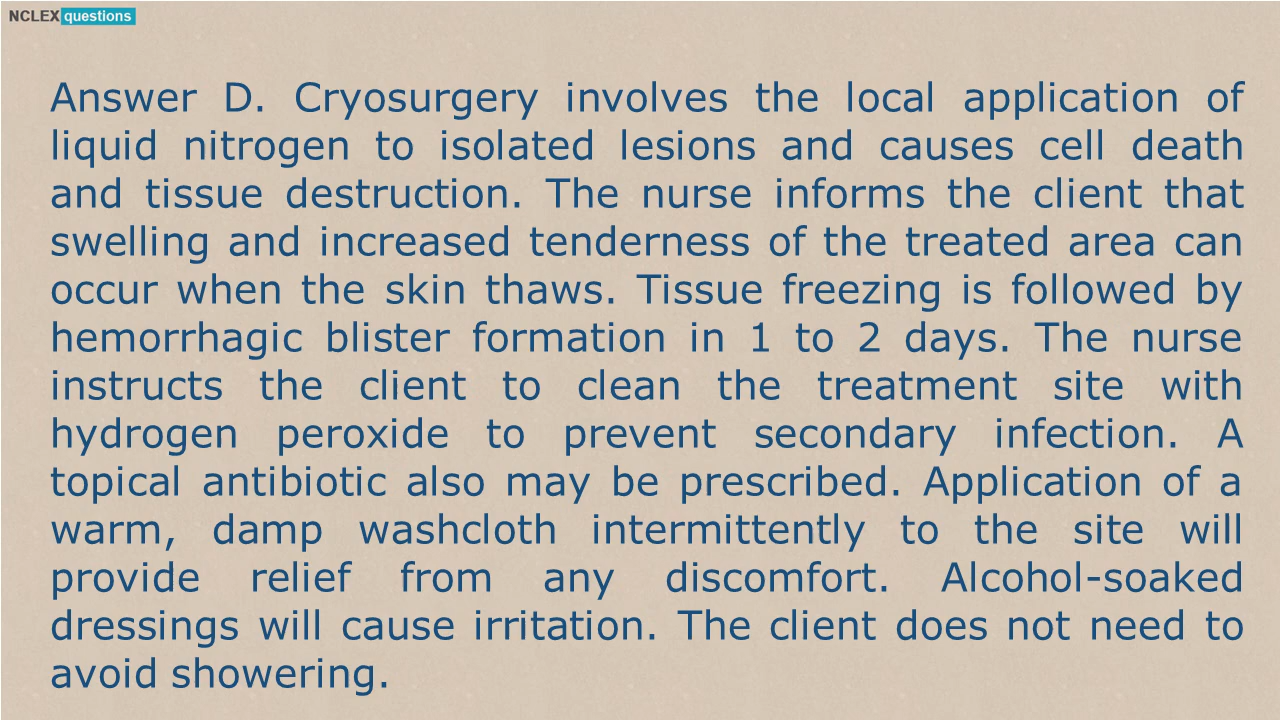 NCLEX questions
Answer D. Cryosurgery involves the local application of
liquid nitrogen to isolated lesions and causes cell death
and tissue destruction. The nurse informs the client that
swelling and increased tenderness of the treated area can
occur when the skin thaws. Tissue freezing is followed by
hemorrhagic blister formation in 1 to 2 days. The nurse
instructs the client to clean the treatment site with
hydrogen peroxide to prevent secondary infection. A
topical antibiotic also may be prescribed. Application of a
warm, damp washcloth intermittently to the site will
provide relief from any discomfort. Alcohol-soaked
dressings will cause irritation. The client does not need to
avoid showering.